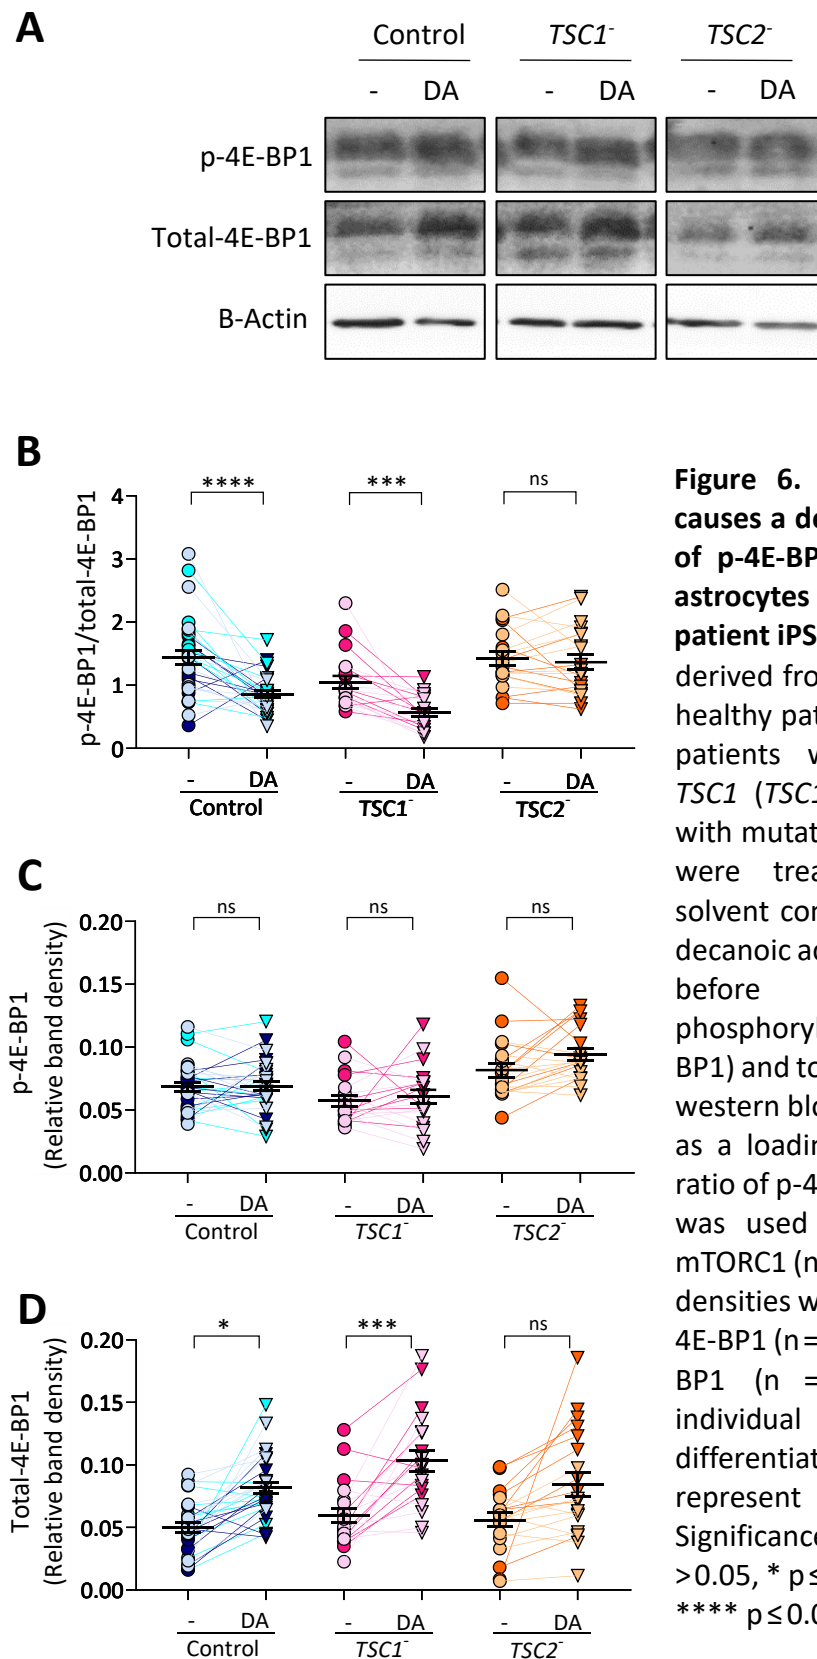 A
Control TSC1- TSC2-
- DA - DA - DA
p-4E-BP1
Total-4E-BP1
B-Actin
B
p-4E-BP1/total-4E-BP1
4
3
2
1
0
**** *** ns
- DA - DA - DA
Control TSC1- TSC2-
C
p-4E-BP1
(Relative band density)
0.20
0.15
0.10
0.05
0.00
ns ns ns
- DA - DA - DA
Control TSC1- TSC2-
D
Total-4E-BP1
(Relative band density)
0.20
0.15
0.10
0.05
0.00
* *** ns
- DA - DA - DA
Control TSC1- TSC2-
Figure 6.
causes a de
of p-4E-BP
astrocytes
patient iPS
derived fro
healthy pat
patients w
TSC1 (TSC1
with mutat
were trea
solvent con
decanoic ac
before
phosphoryl
BP1) and to
western blo
as a loadin
ratio of p-4
was used
mTORC1 (n
densities w
4E-BP1 (n=
BP1 (n =
individual
differentiat
represent
Significance
>0.05, * p≤
**** p≤0.0